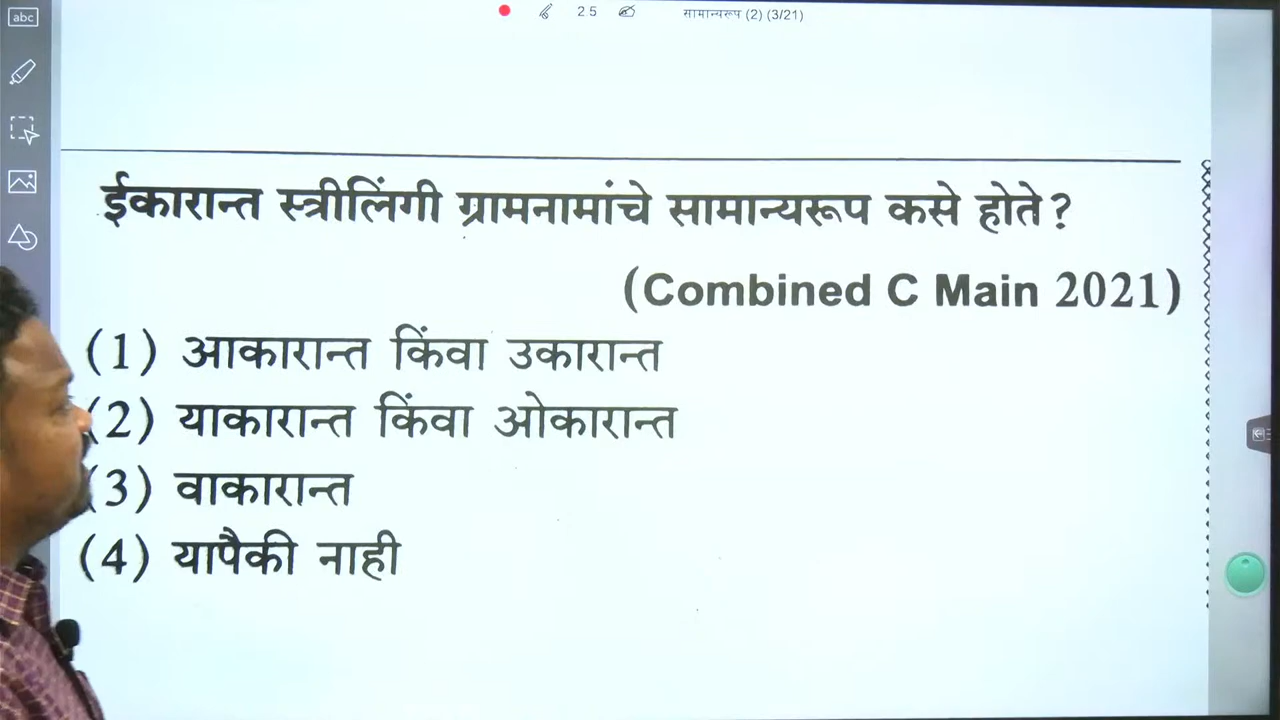 abc
2.5 सामान्यरूप (2) (3/21)
ईकारान्त स्त्रीलिंगी ग्रामनामांचे सामान्यरूप कसे होते?
(Combined C Main 2021)
(1) आकारान्त किंवा उकारान्त
(2) याकारान्त किंवा ओकारान्त
(3) वाकारान्त
(4) यापैकी नाही